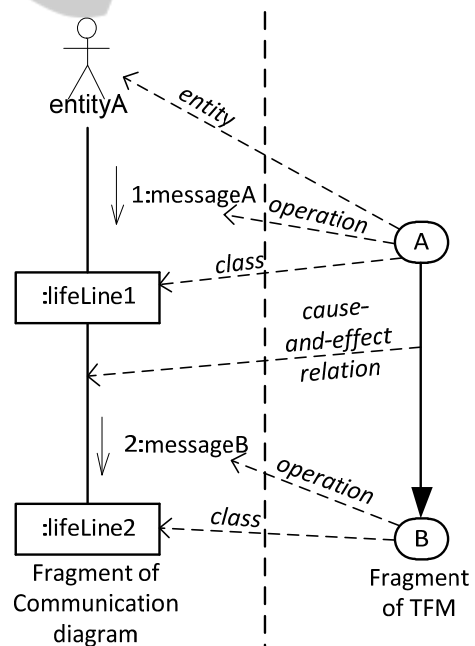 entityA
entity
1:messageA
operation
A
class
:lifeLine1
cause-
and-effect
relation
2:messageB
operation
class
:lifeLine2
B
Fragment of
Communication
diagram
Fragment
of TFM